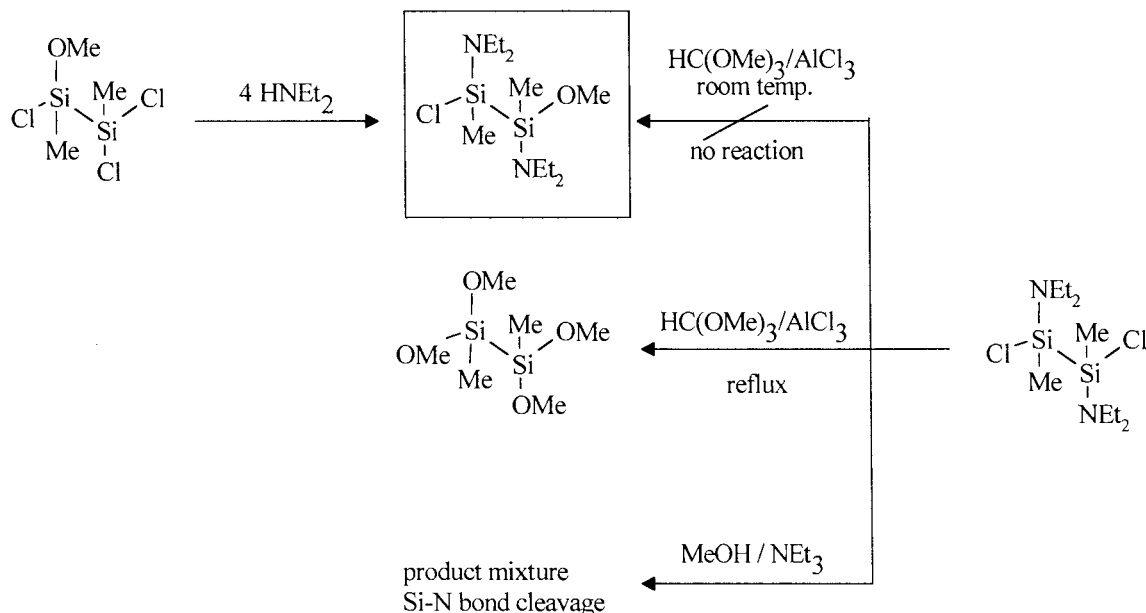 OMe
Si
Cl
Me
Me
Si
Cl
Cl
4 HNEt2
NEt2
Si
Cl
Me
Me
Si
OMe
NEt2
HC(OMe)3/AlCl3
room temp.
no reaction
OMe
Si
OMe
Me
Me
Si
OMe
OMe
HC(OMe)3/AlCl3
reflux
NEt2
Si
Cl
Me
Me
Si
Cl
NEt2
MeOH / NEt3
product mixture
Si-N bond cleavage